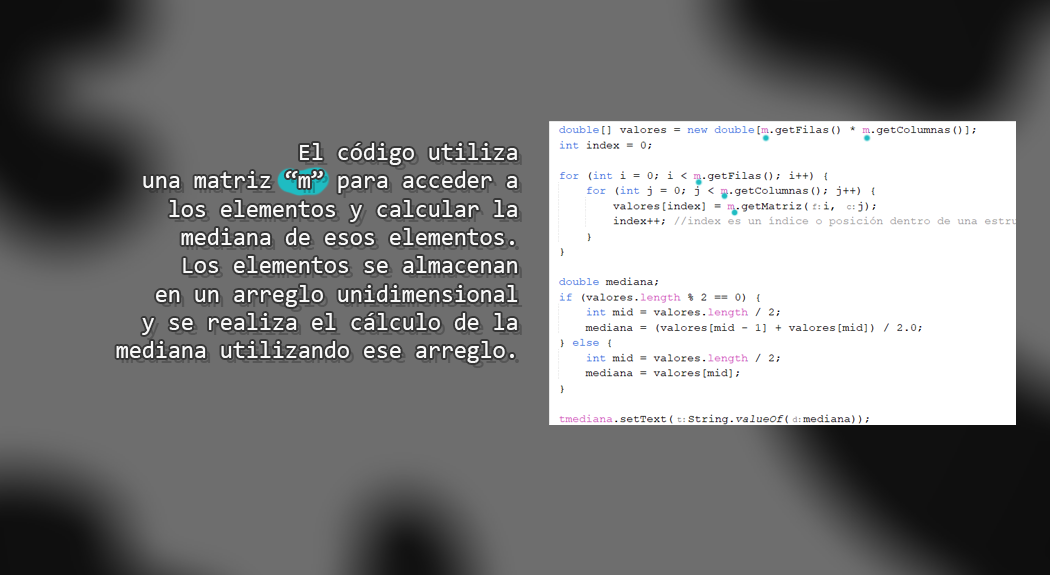 El código utiliza
una matriz “m” para acceder a
los elementos y calcular la
mediana de esos elementos.
Los elementos se almacenan
en un arreglo unidimensional
y se realiza el cálculo de la
mediana utilizando ese arreglo.
double[] valores = new double[m.getFilas() * m.getColumnas()];
int index = 0;
for (int i = 0; i < m.getFilas(); i++) {
for (int j = 0; j < m.getColumns(); j++) {
valores[index] = m.getMatriz(f:i, c:j);
index++; //index es un índice o posición dentro de una estru
}
}
double mediana;
if (valores.length % 2 == 0) {
int mid = valores.length / 2;
mediana = (valores[mid - 1] + valores[mid]) / 2.0;
} else {
int mid = valores.length / 2;
mediana = valores[mid];
}
tmediana.setText(t:String.valueOf(d:mediana));